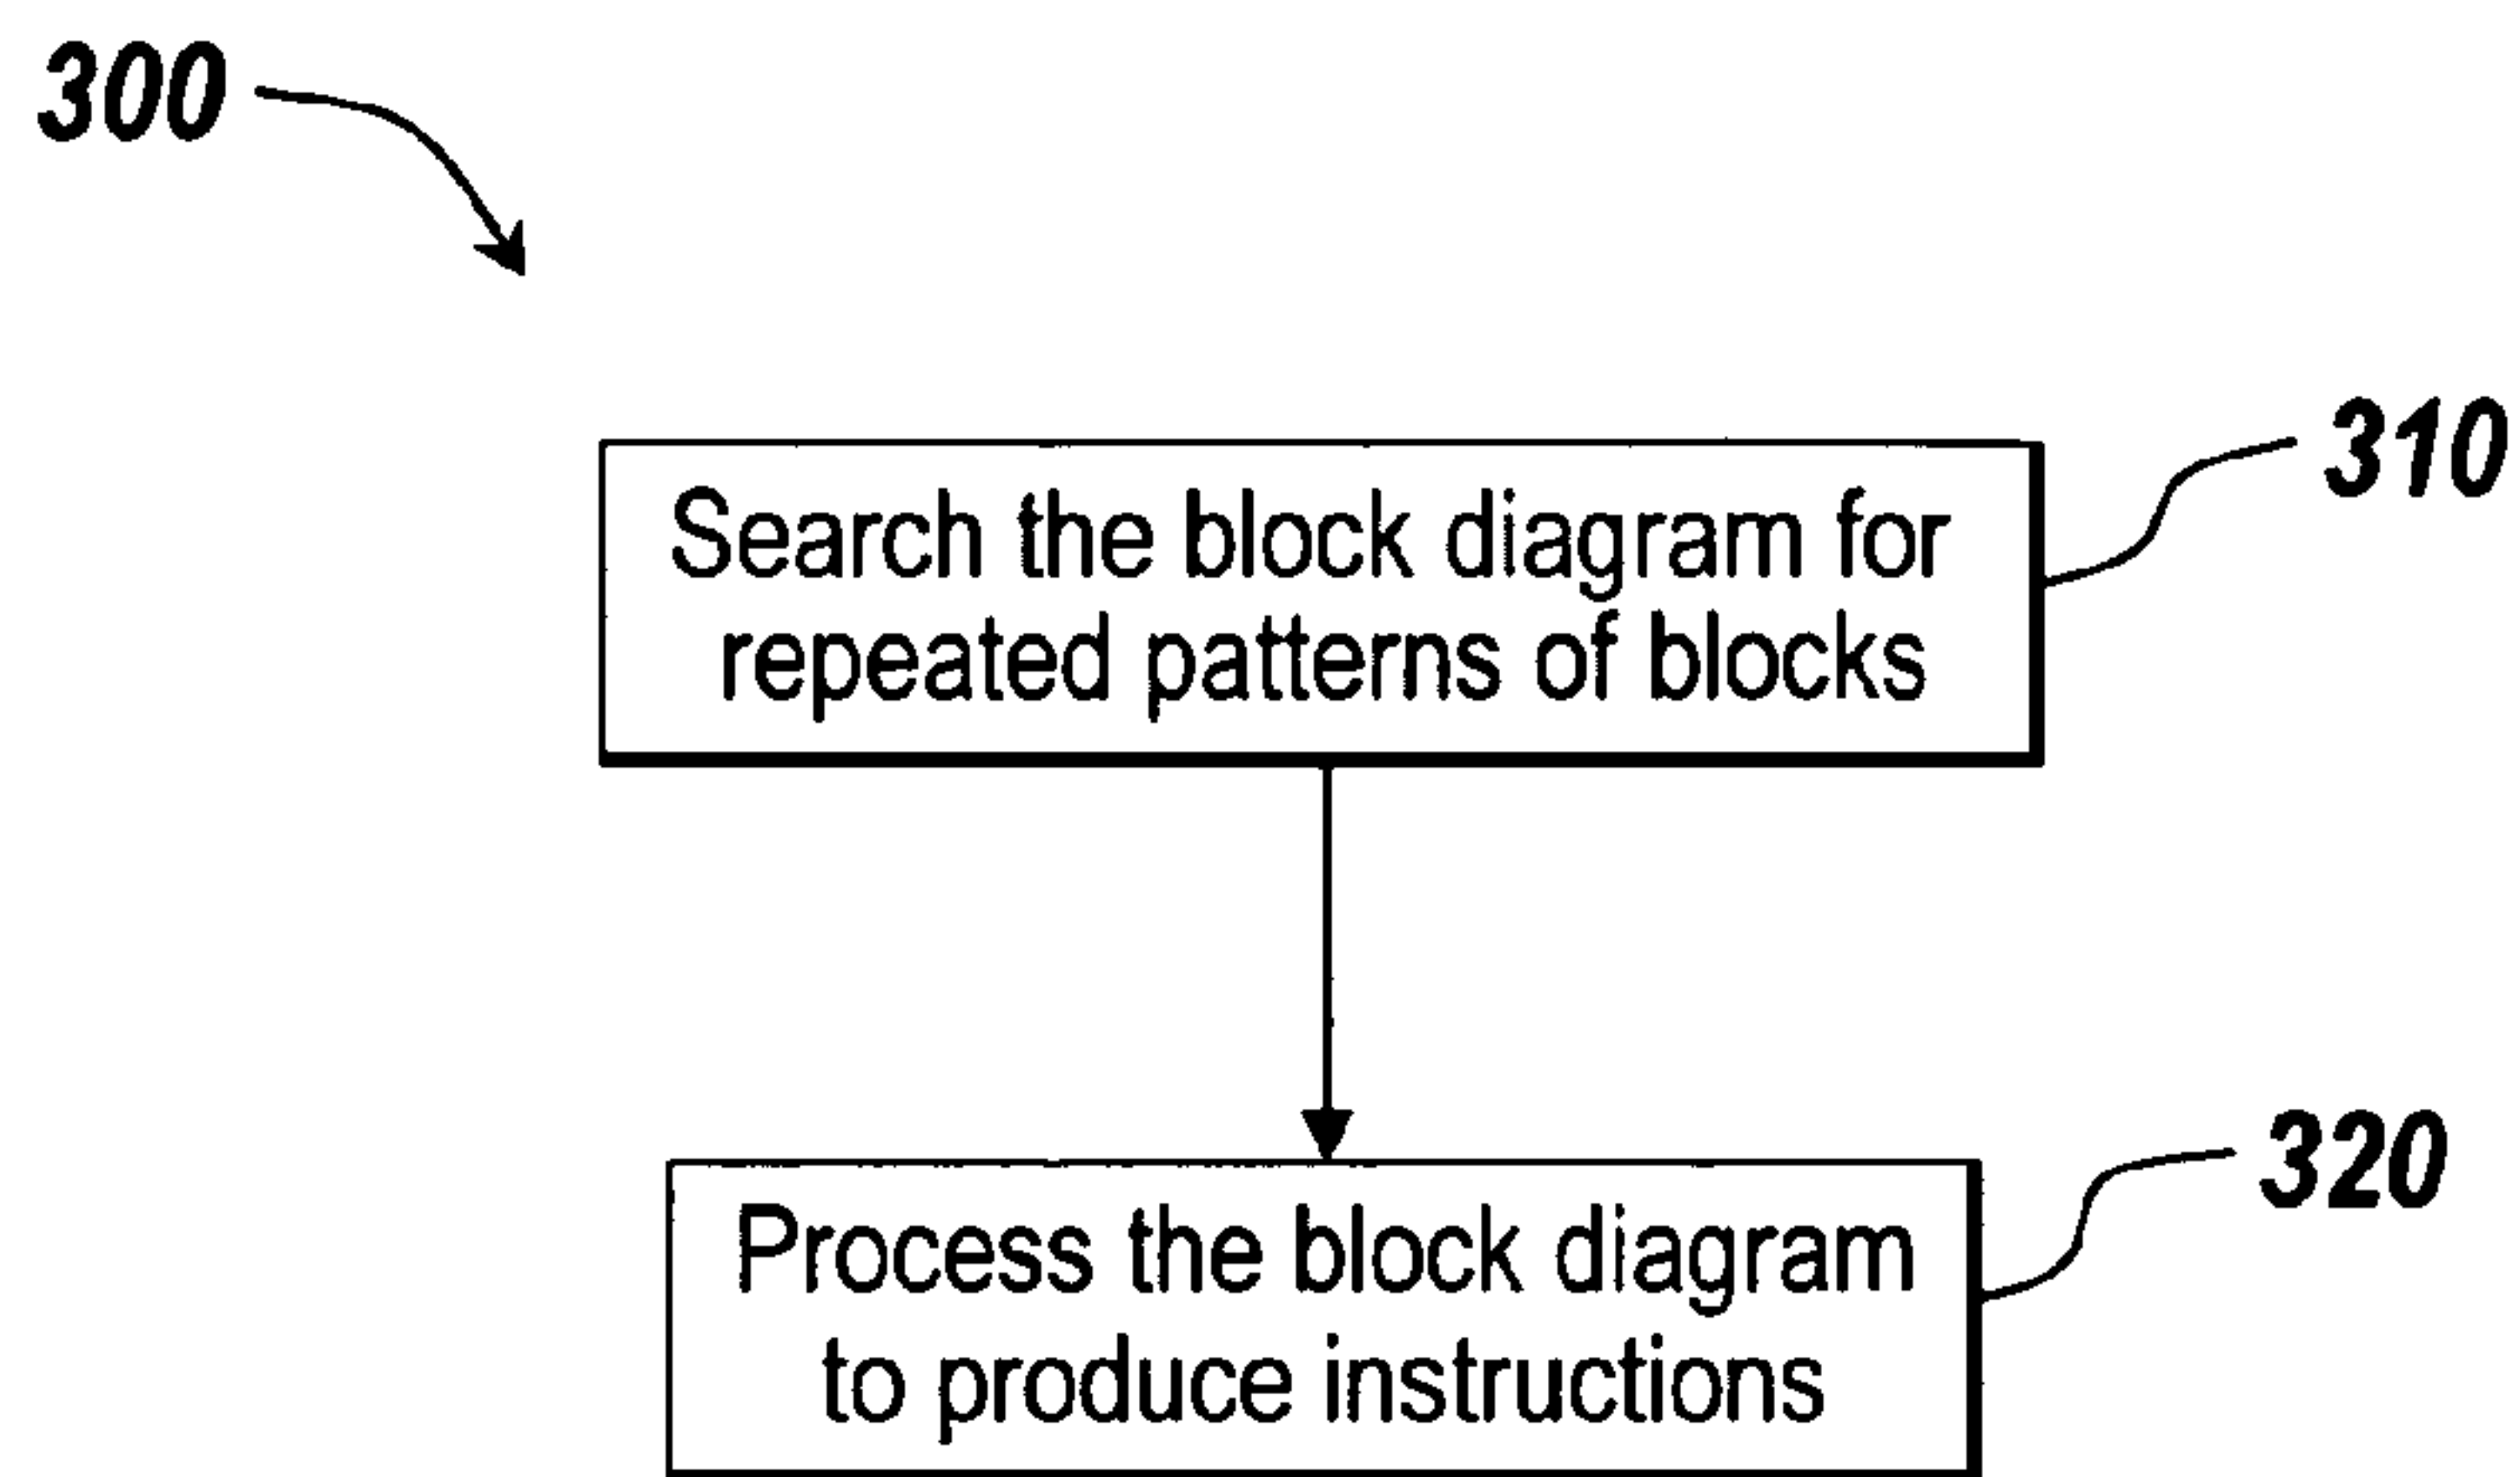 300
310
Search the block diagram for
repeated patterns of blocks
320
Process the block diagram
to produce instructions